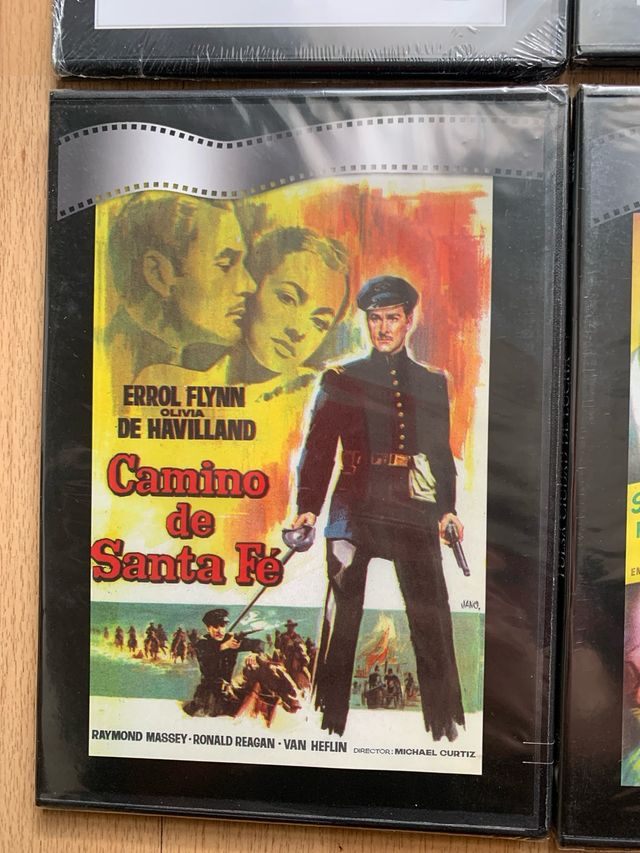 ERROL FLYNN
OLIVIA
DE HAVILLAND
Camino
de
Santa Fé
JANO,
RAYMOND MASSEY · RONALD REAGAN · VAN HEFLIN DIRECTOR: MICHAEL CURTIZ